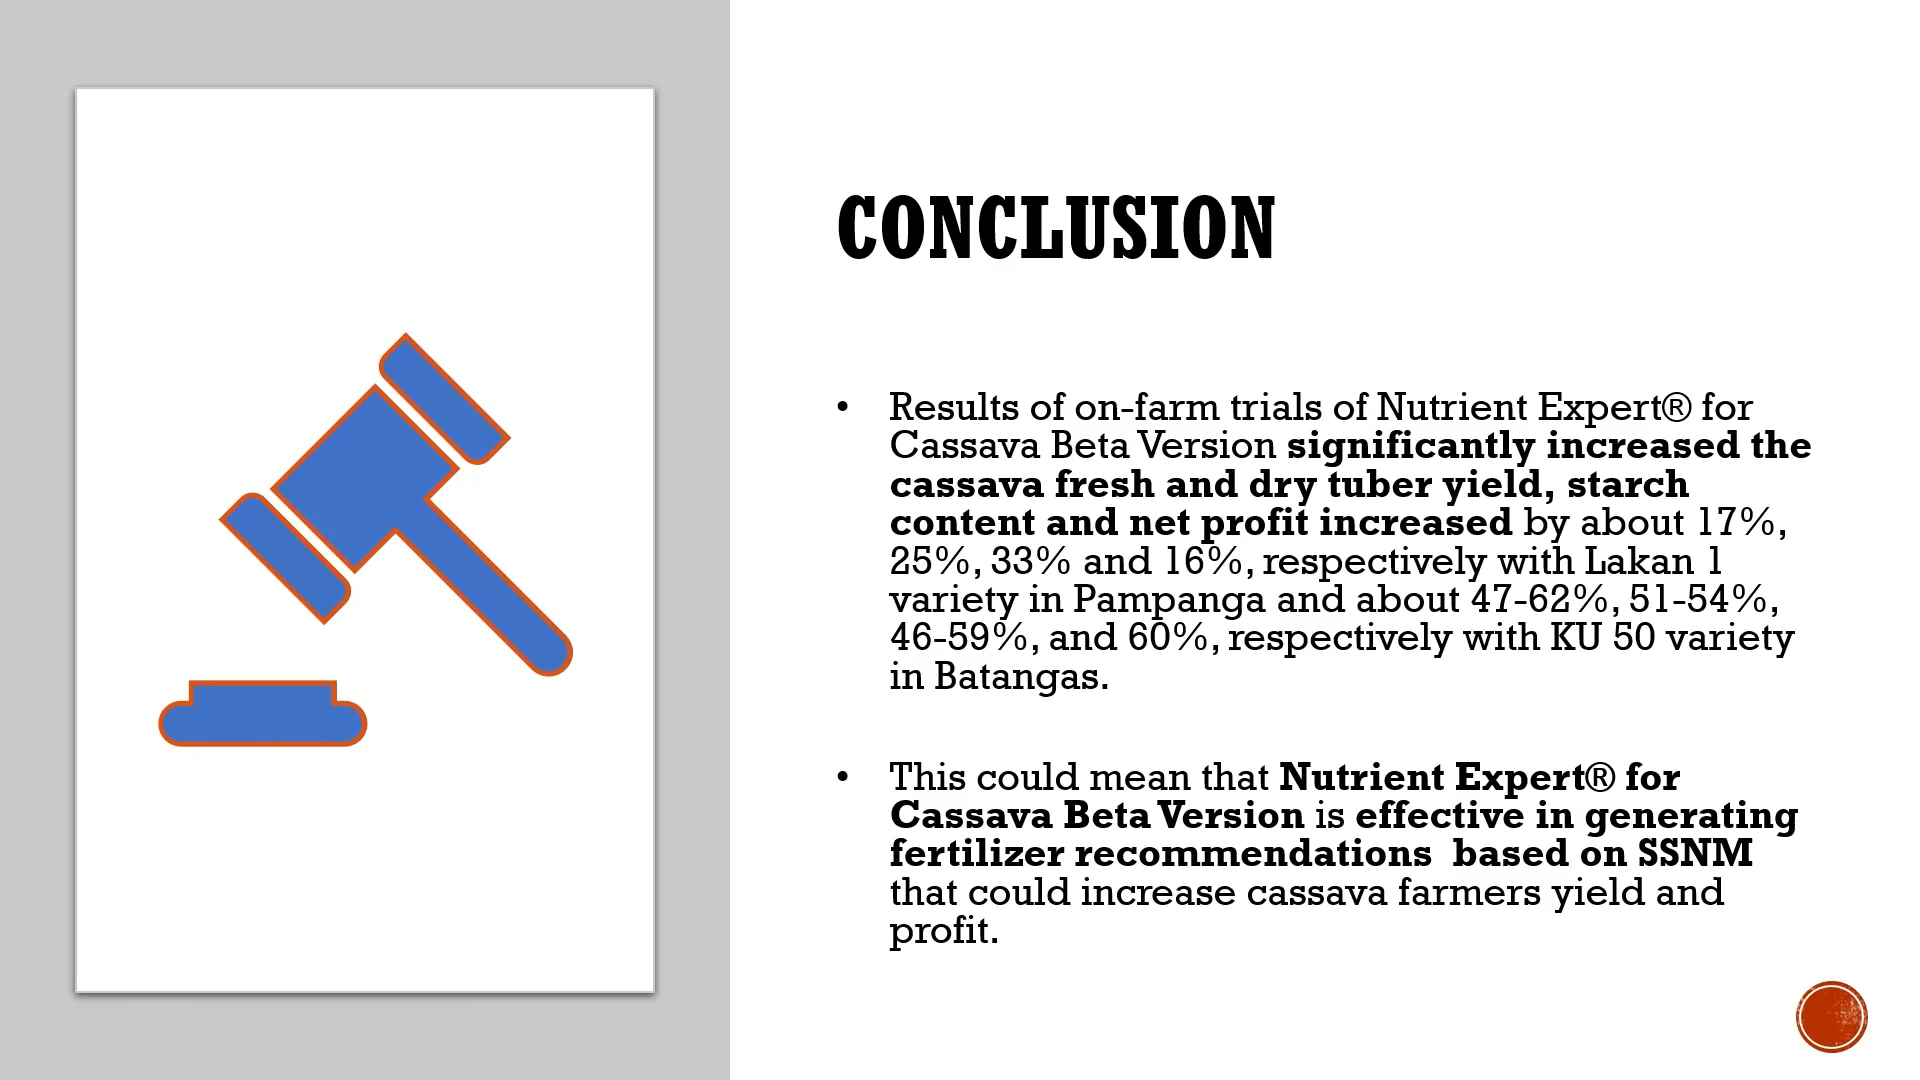 CONCLUSION
• Results of on-farm trials of Nutrient Expert® for
Cassava Beta Version significantly increased the
cassava fresh and dry tuber yield, starch
content and net profit increased by about 17%,
25%, 33% and 16%, respectively with Lakan 1
variety in Pampanga and about 47-62%, 51-54%,
46-59%, and 60%, respectively with KU 50 variety
in Batangas.
• This could mean that Nutrient Expert® for
Cassava Beta Version is effective in generating
fertilizer recommendations  based on SSNM
that could increase cassava farmers yield and
profit.